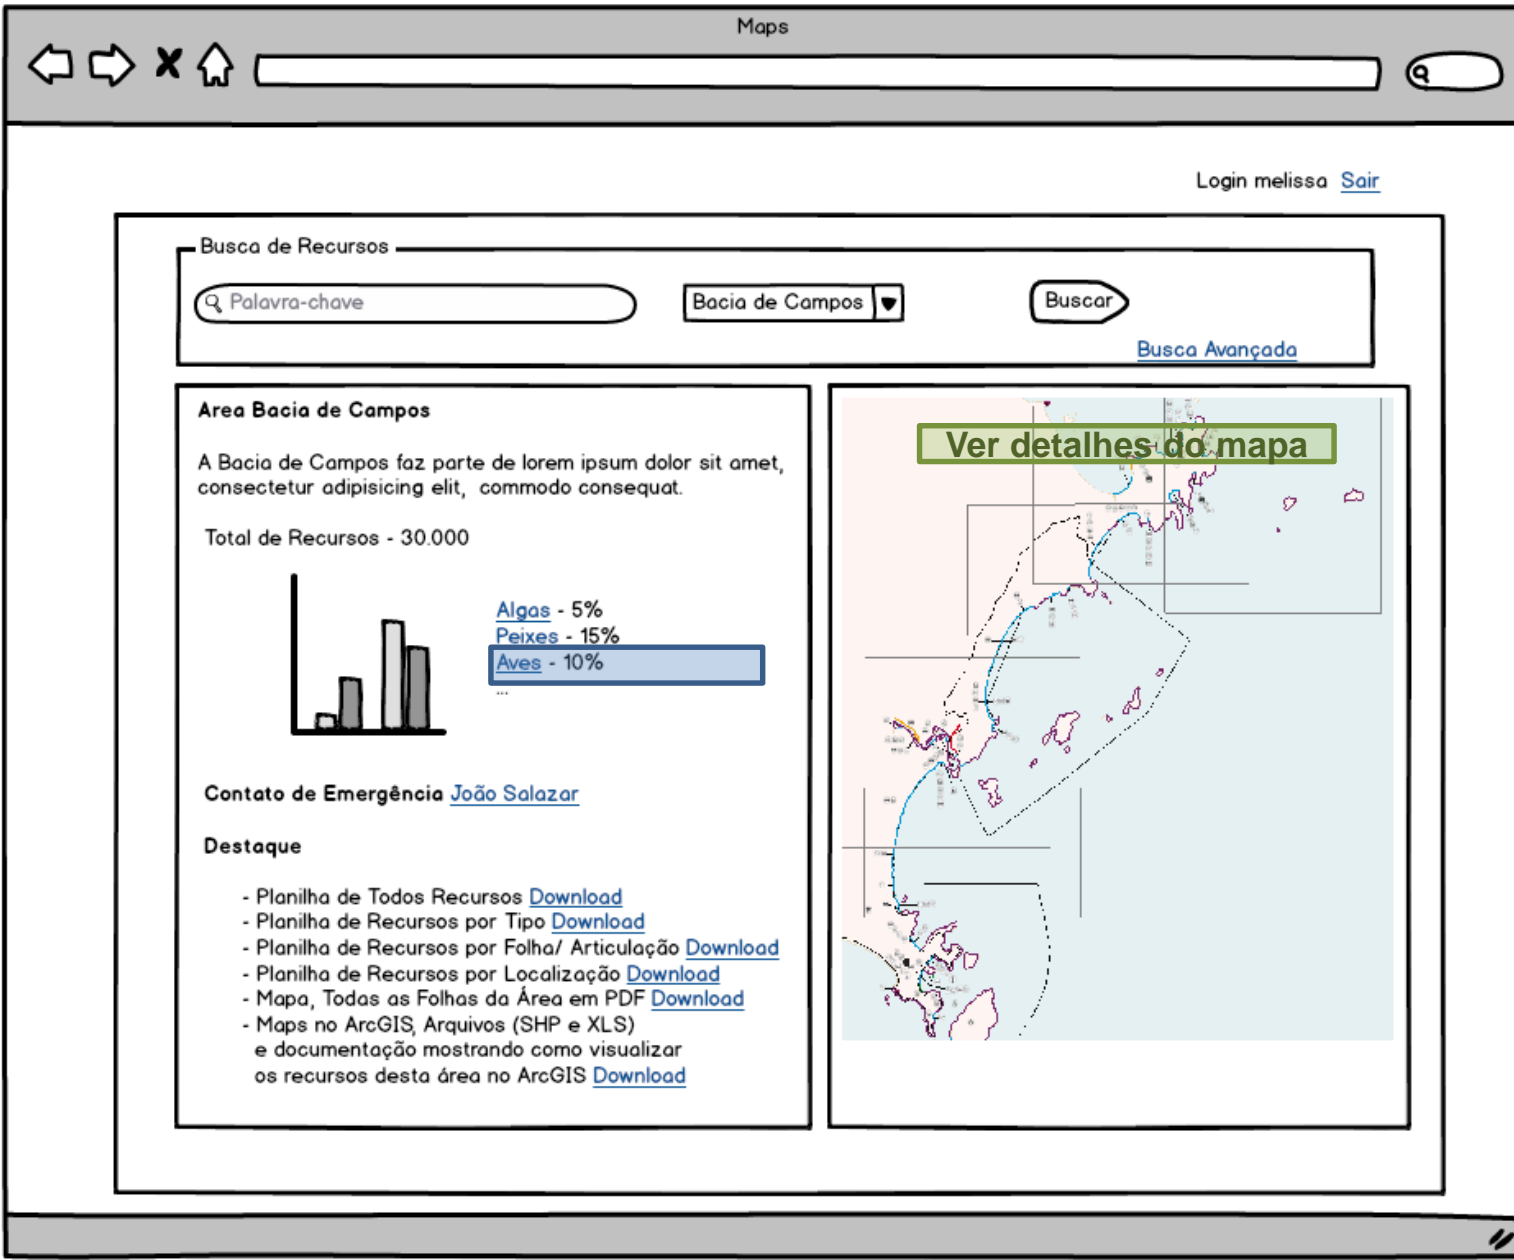 Maps
Login melissa Sair
Busca de Recursos
Palavra-chave
Bacia de Campos
Buscar
Busca Avançada
Area Bacia de Campos
A Bacia de Campos faz parte de lorem ipsum dolor sit amet,
consectetur adipisicing elit, commodo consequat.
Total de Recursos - 30.000
Algas - 5%
Peixes - 15%
Aves - 10%
...
Contato de Emergência João Salazar
Destaque
- Planilha de Todos Recursos Download
- Planilha de Recursos por Tipo Download
- Planilha de Recursos por Folha/ Articulação Download
- Planilha de Recursos por Localização Download
- Mapa, Todas as Folhas da Área em PDF Download
- Maps no ArcGIS, Arquivos (SHP e XLS)
e documentação mostrando como visualizar
os recursos desta área no ArcGIS Download
Ver detalhes do mapa